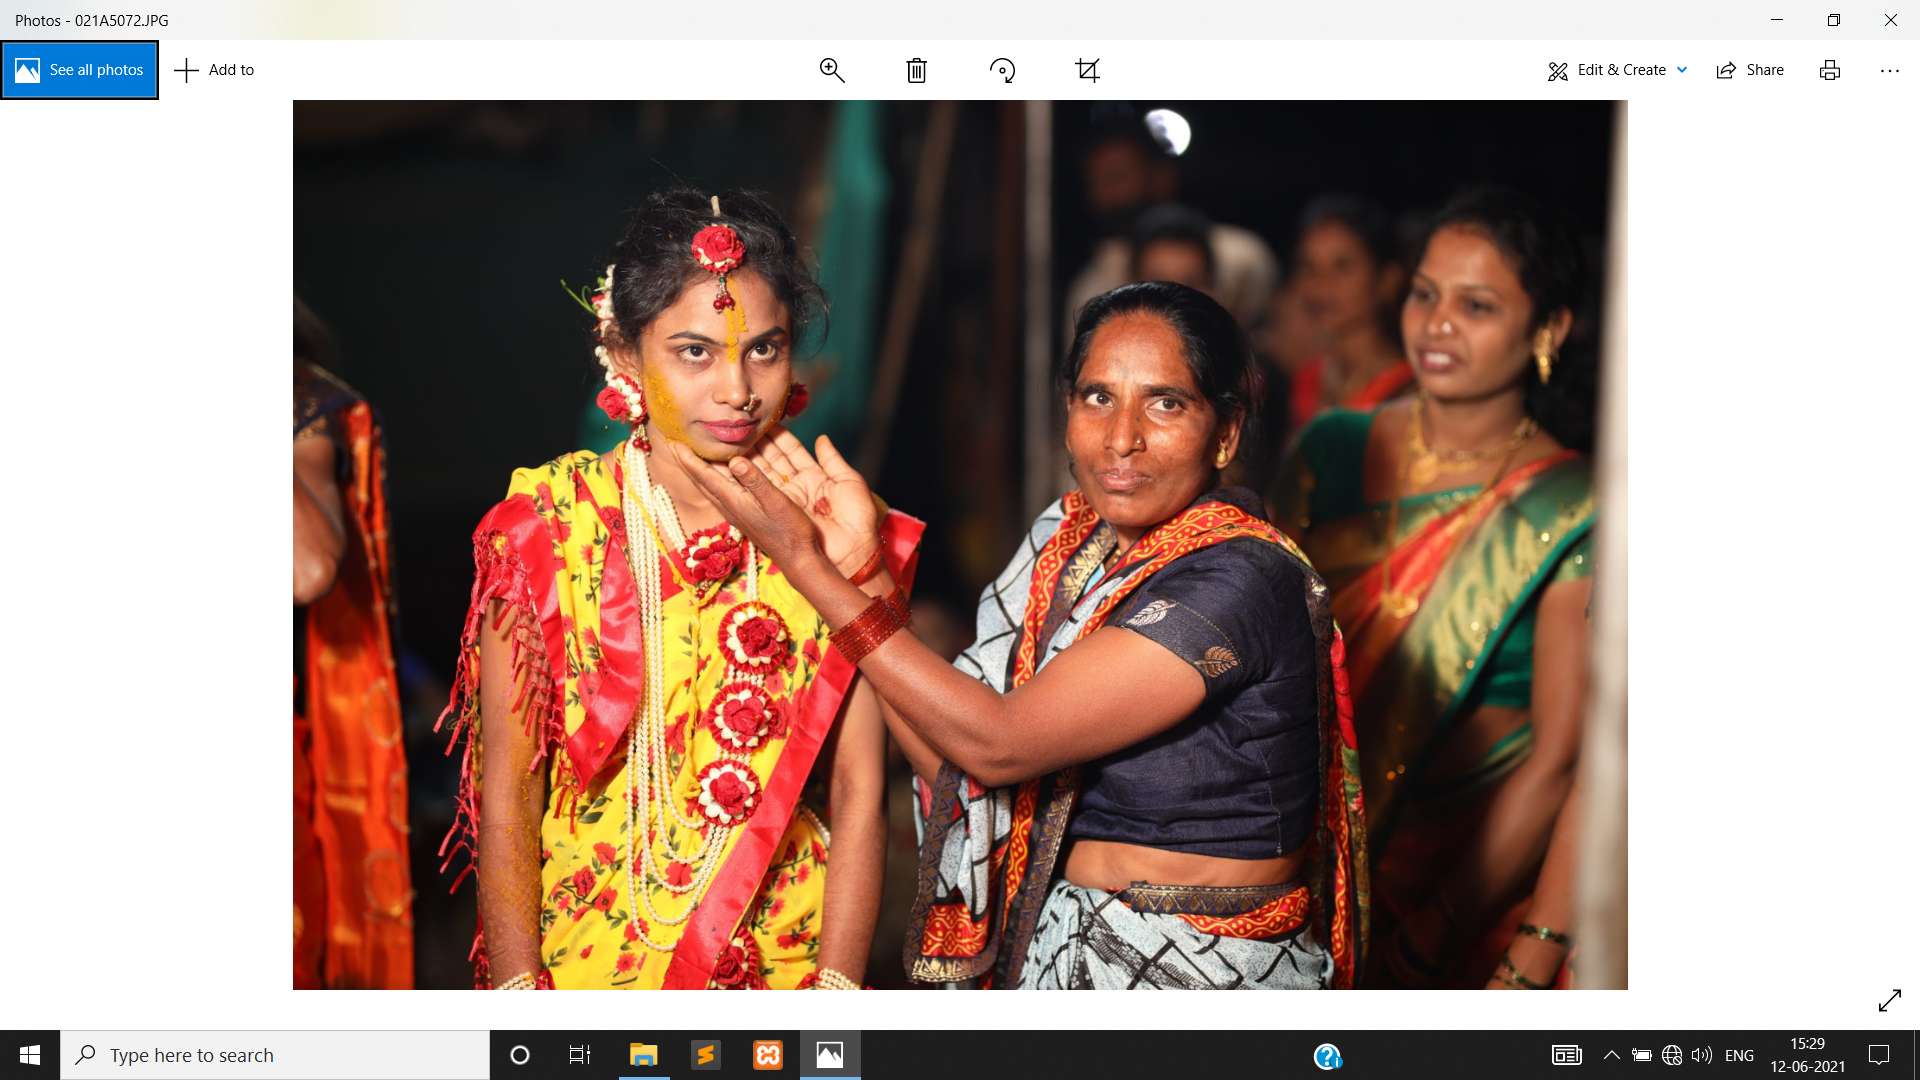 Photos - 021A5072.JPG
See all photos
Add to
Edit & Create
Share
Type here to search
ENG
15:29
12-06-2021